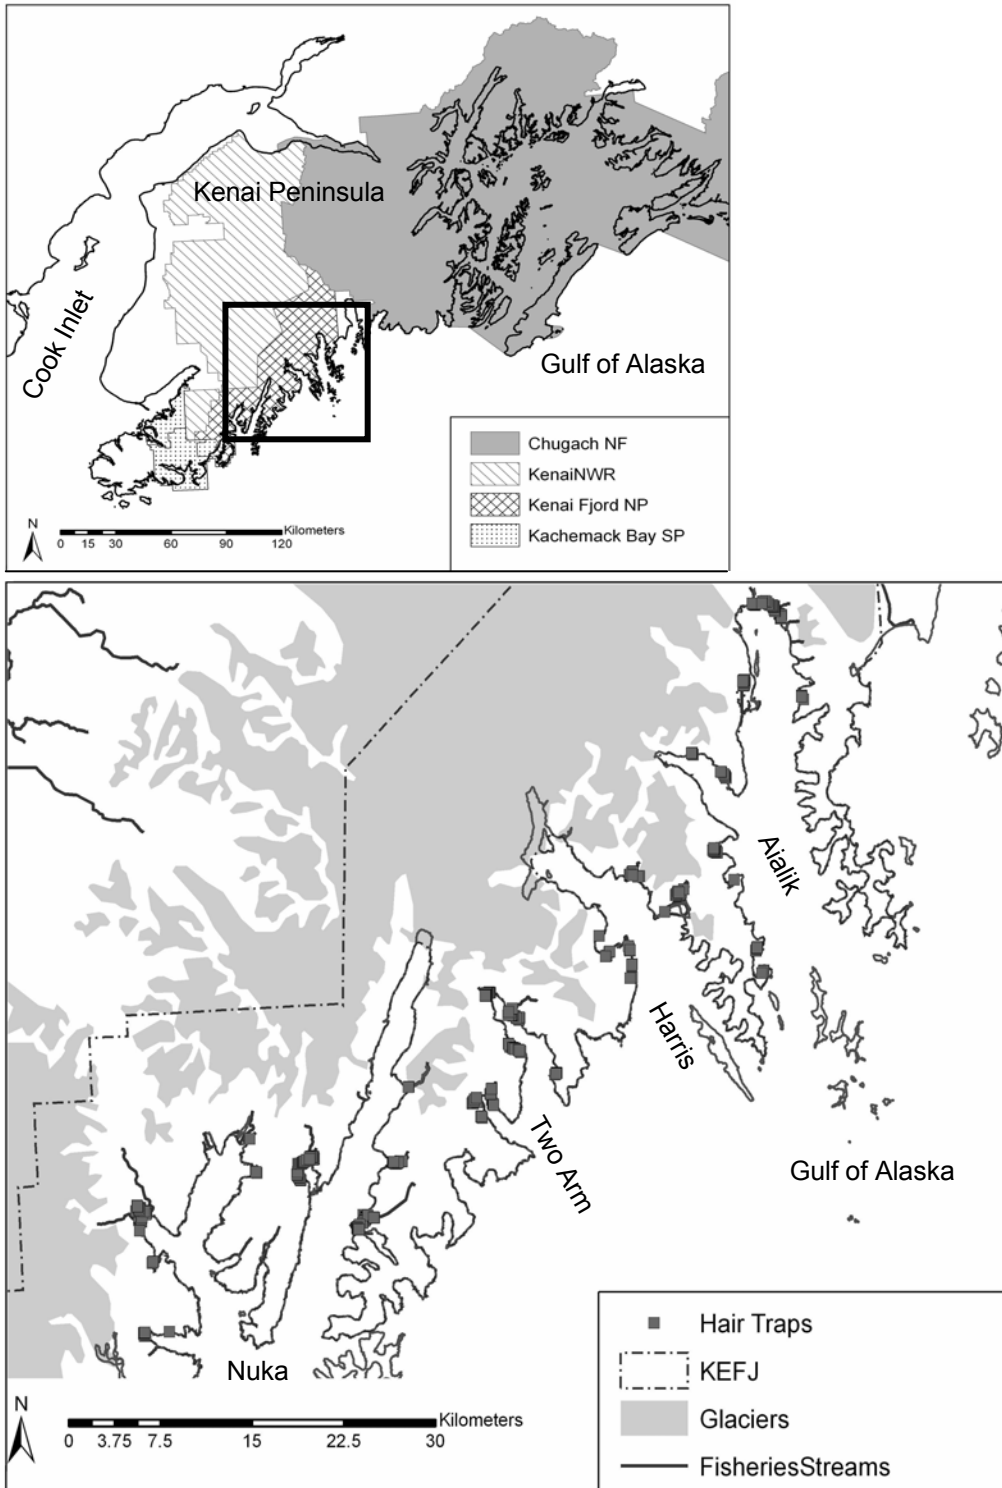 Kenai Peninsula
Cook Inlet
Gulf of Alaska
Chugach NF
KenaiNWR
Kenai Fjord NP
Kachemack Bay SP
N
Kilometers
0 15 30 60 90 120
Aialik
Harris
Two Arm
Gulf of Alaska
Nuka
N
Kilometers
0 3.75 7.5 15 22.5 30
Hair Traps
KEFJ
Glaciers
FisheriesStreams